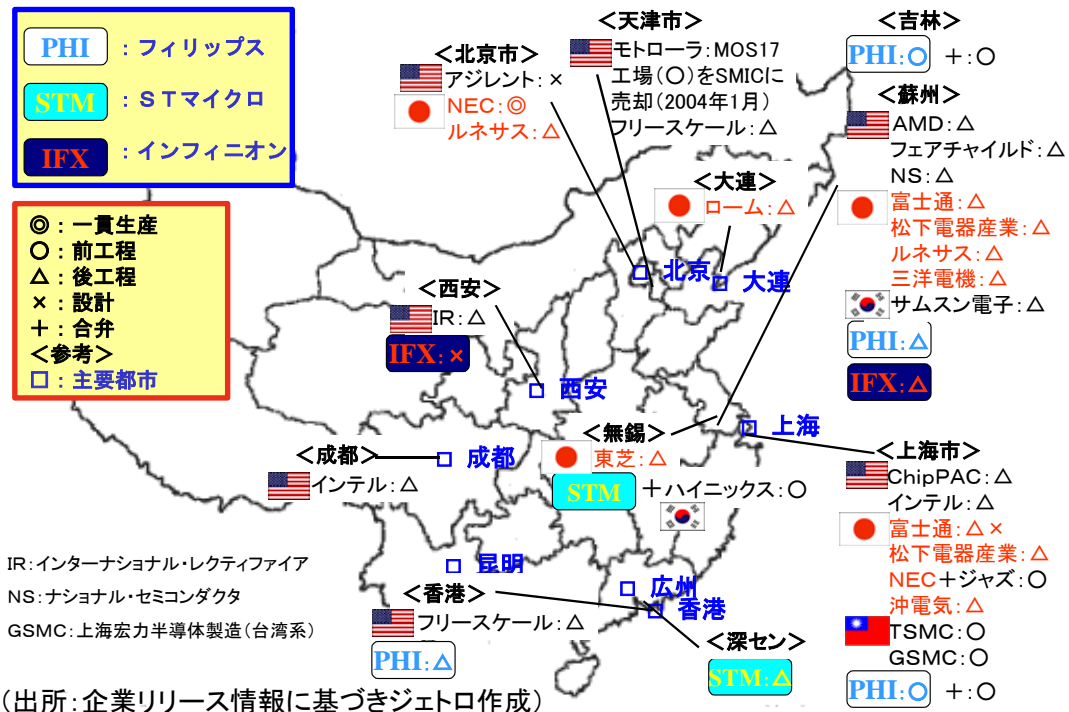 PHI :フィリップス
STM :STマイクロ
IFX :インフィニオン
◎:一貫生産
○:前工程
△:後工程
×:設計
+:合弁
<参考>
□:主要都市
<北京市>
アジレント:×
NEC:◎
ルネサス:△
<天津市>
モトローラ:MOS17
工場(○)をSMICに
売却(2004年1月)
フリースケール:△
<吉林>
PHI:○ +:○
<蘇州>
AMD:△
フェアチャイルド:△
NS:△
富士通:△
松下電器産業:△
ルネサス:△
三洋電機:△
サムスン電子:△
PHI:△
IFX:△
<大連>
ローム:△
□北京
□大連
<西安>
IR:△
IFX:×
□西安
<無錫>
東芝:△
STM +ハイニックス:○
□上海
<成都>
インテル:△
□成都
<上海市>
ChipPAC:△
インテル:△
富士通:△×
松下電器産業:△
NEC+ジャズ:○
沖電気:△
TSMC:○
GSMC:○
PHI:○ +:○
□昆明
□広州
□香港
<香港>
フリースケール:△
PHI:△
<深セン>
STM:△
IR:インターナショナル・レクティファイア
NS:ナショナル・セミコンダクタ
GSMC:上海宏力半導体製造(台湾系)
(出所:企業リリース情報に基づきジェトロ作成)